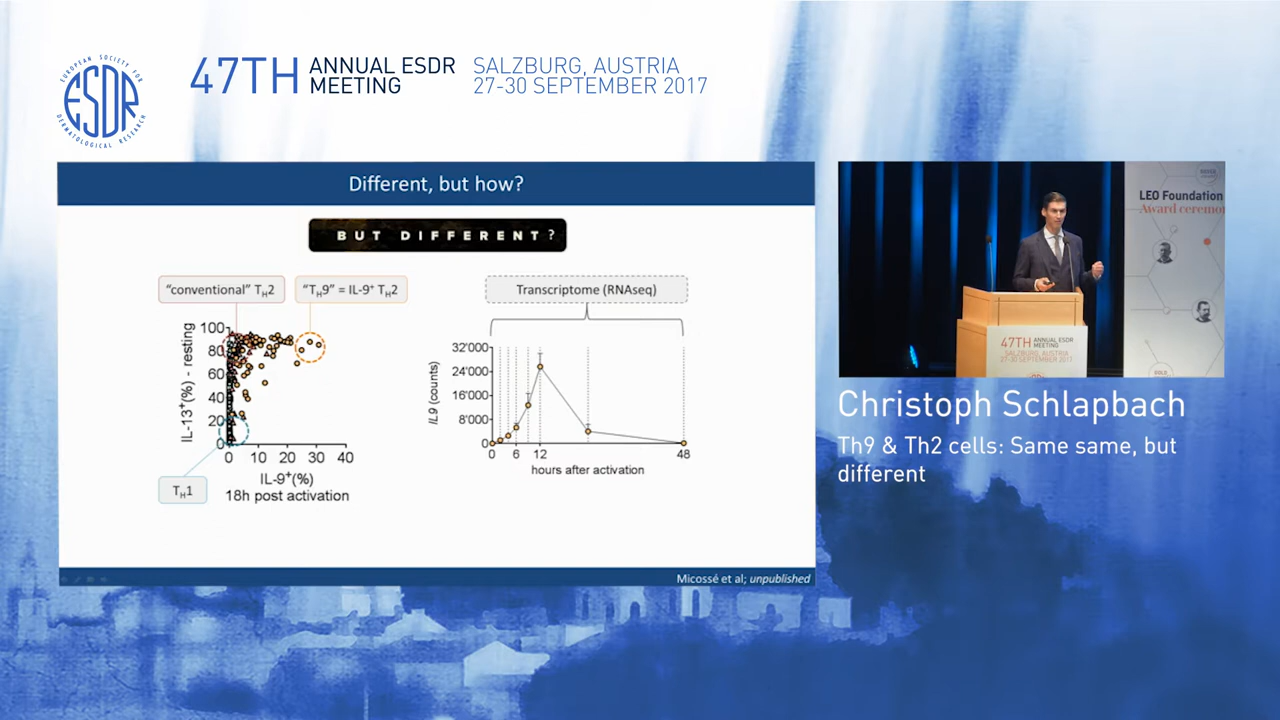 EUROPEAN SOCIETY FOR
ESDR
DERMATOLOGICAL RESEARCH
47TH ANNUAL ESDR MEETING
SALZBURG, AUSTRIA
27-30 SEPTEMBER 2017
Different, but how?
BUT DIFFERENT?
"conventional" TH2
"TH9" = IL-9+ TH2
IL-13+(%) - resting
100
80
60
40
20
0
0 10 20 30 40
IL-9+(%)
18h post activation
TH1
Transcriptome (RNAseq)
IL9 (counts)
32'000
24'000
16'000
8'000
0
0 6 12 48
hours after activation
Micossé et al; unpublished
LEO Foundation
Award ceremo
47TH ANNUAL ESDR
MEETING
SALZBURG, AUSTRIA
27-30 SEPTEMBER 2017
Christoph Schlapbach
Th9 & Th2 cells: Same same, but
different